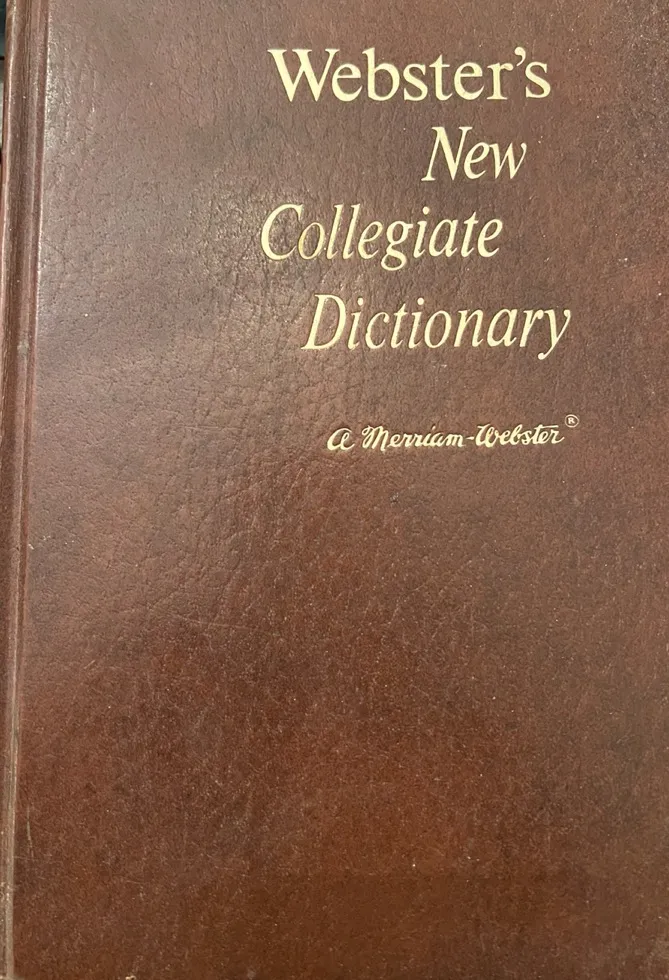 Webster's
New
Collegiate
Dictionary
a Merriam-Webster®